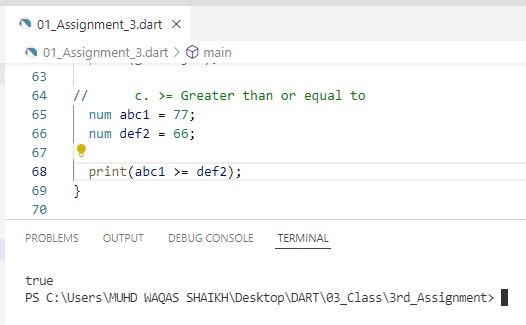 01_Assignment_3.dart ×
01_Assignment_3.dart > main
63
64 //      c. >= Greater than or equal to
65 num abc1 = 77;
66 num def2 = 66;
67
68 print(abc1 >= def2);
69 }
70
PROBLEMS OUTPUT DEBUG CONSOLE TERMINAL
true
PS C:\Users\MUHD WAQAS SHAIKH\Desktop\DART\03_Class\3rd_Assignment>